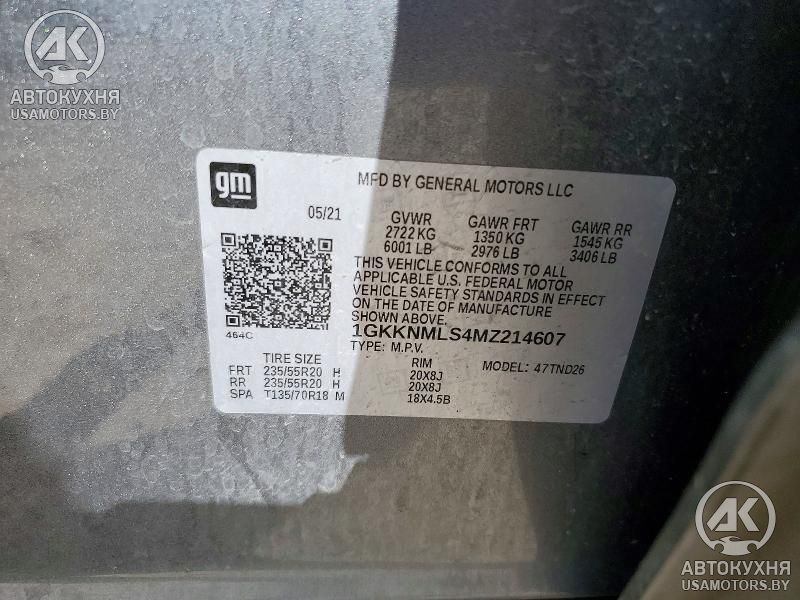 AK
АВТОКУХНЯ
USAMOTORS.BY
gm
MFD BY GENERAL MOTORS LLC
05/21
GVWR GAWR FRT GAWR RR
2722 KG 1350 KG 1545 KG
6001 LB 2976 LB 3406 LB
THIS VEHICLE CONFORMS TO ALL
APPLICABLE U.S. FEDERAL MOTOR
VEHICLE SAFETY STANDARDS IN EFFECT
ON THE DATE OF MANUFACTURE
SHOWN ABOVE.
464C
1GKKNMLS4MZ214607
TYPE: M.P.V.
MODEL: 47TND26
TIRE SIZE RIM
FRT 235/55R20 H 20X8J
RR 235/55R20 H 20X8J
SPA T135/70R18 M 18X4.5B
AK
АВТОКУХНЯ
USAMOTORS.BY